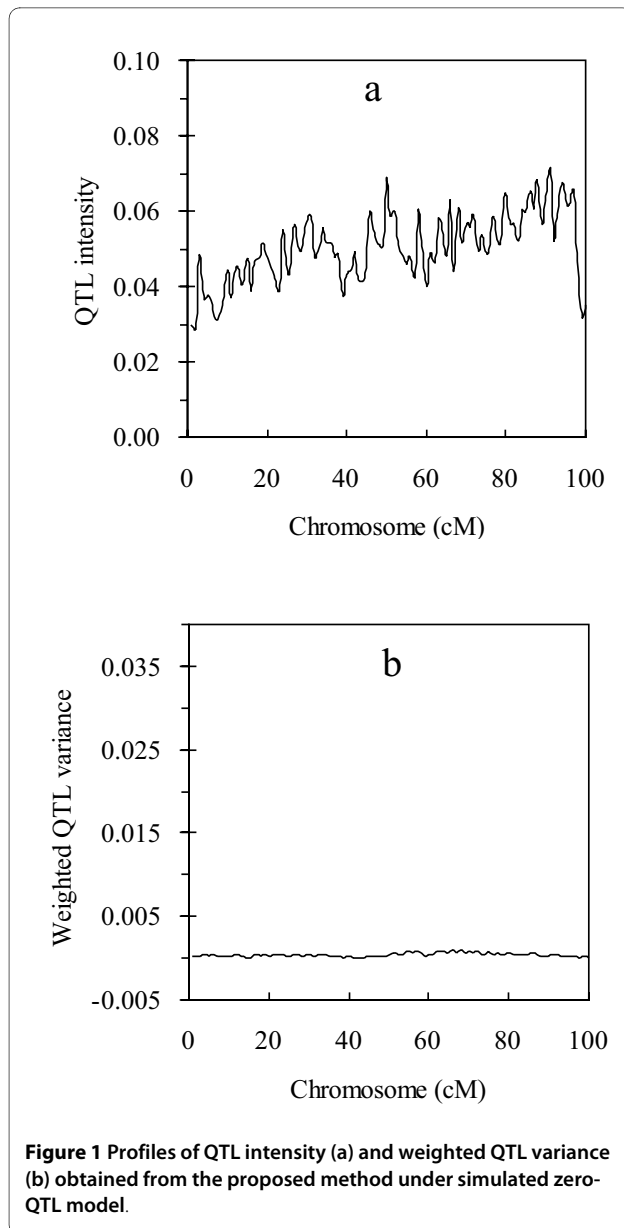 a
QTL intensity
0.10
0.08
0.06
0.04
0.02
0.00
0 20 40 60 80 100
Chromosome (cM)
b
Weighted QTL variance
0.035
0.025
0.015
0.005
-0.005
0 20 40 60 80 100
Chromosome (cM)
Figure 1 Profiles of QTL intensity (a) and weighted QTL variance
(b) obtained from the proposed method under simulated zero-
QTL model.